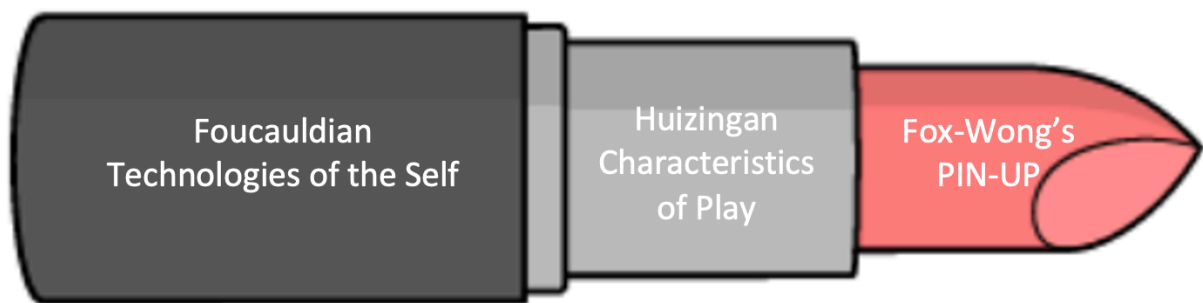 Foucauldian
Technologies of the Self
Huizingan
Characteristics
of Play
Fox-Wong’s
PIN-UP